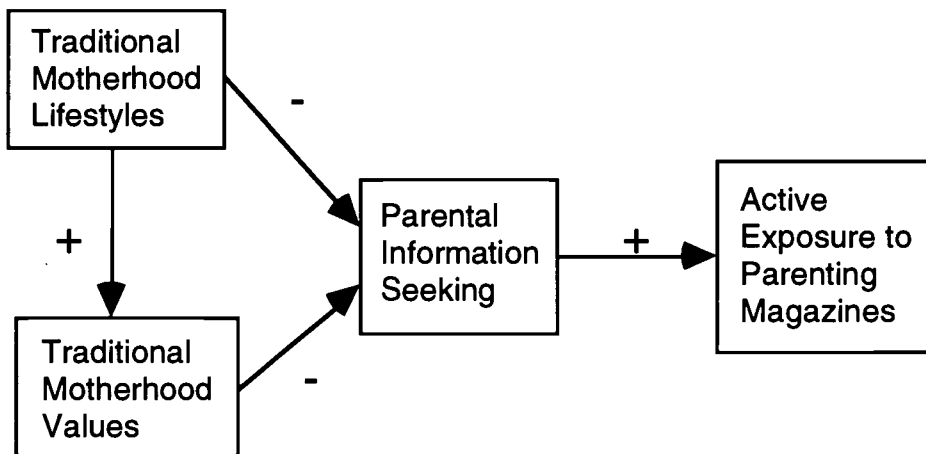 Traditional
Motherhood
Lifestyles
-
+
Parental
Information
Seeking
+
Active
Exposure to
Parenting
Magazines
Traditional
Motherhood
Values
-